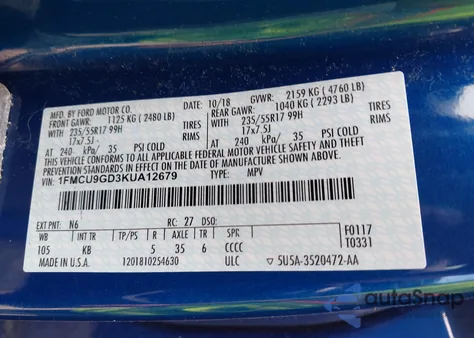 MFD. BY FORD MOTOR CO. 10/18 GVWR: 2159 KG ( 4760 LB)
FRONT GAWR: 1125 KG ( 2480 LB) REAR GAWR: 1040 KG ( 2293 LB)
WITH 235/55R17 99H TIRES WITH 235/55R17 99H TIRES
17x7.5J RIMS 17x7.5J RIMS
AT 240 kPa/ 35 PSI COLD AT 240 kPa/ 35 PSI COLD
THIS VEHICLE CONFORMS TO ALL APPLICABLE FEDERAL MOTOR VEHICLE SAFETY, BUMPER, AND THEFT
PREVENTION STANDARDS IN EFFECT ON THE DATE OF MANUFACTURE SHOWN ABOVE.
VIN: 1FMCU9GD3KUA12679 TYPE: MPV
EXT PNT: N6 RC: 27 DSO: F0117
WB INT TR TP/PS R AXLE TR SPR T0331
105 KB 5 35 6 CCCC
MADE IN U.S.A. 1201810254630 ULC ▽ 5U5A-3520472-AA
autoSnap